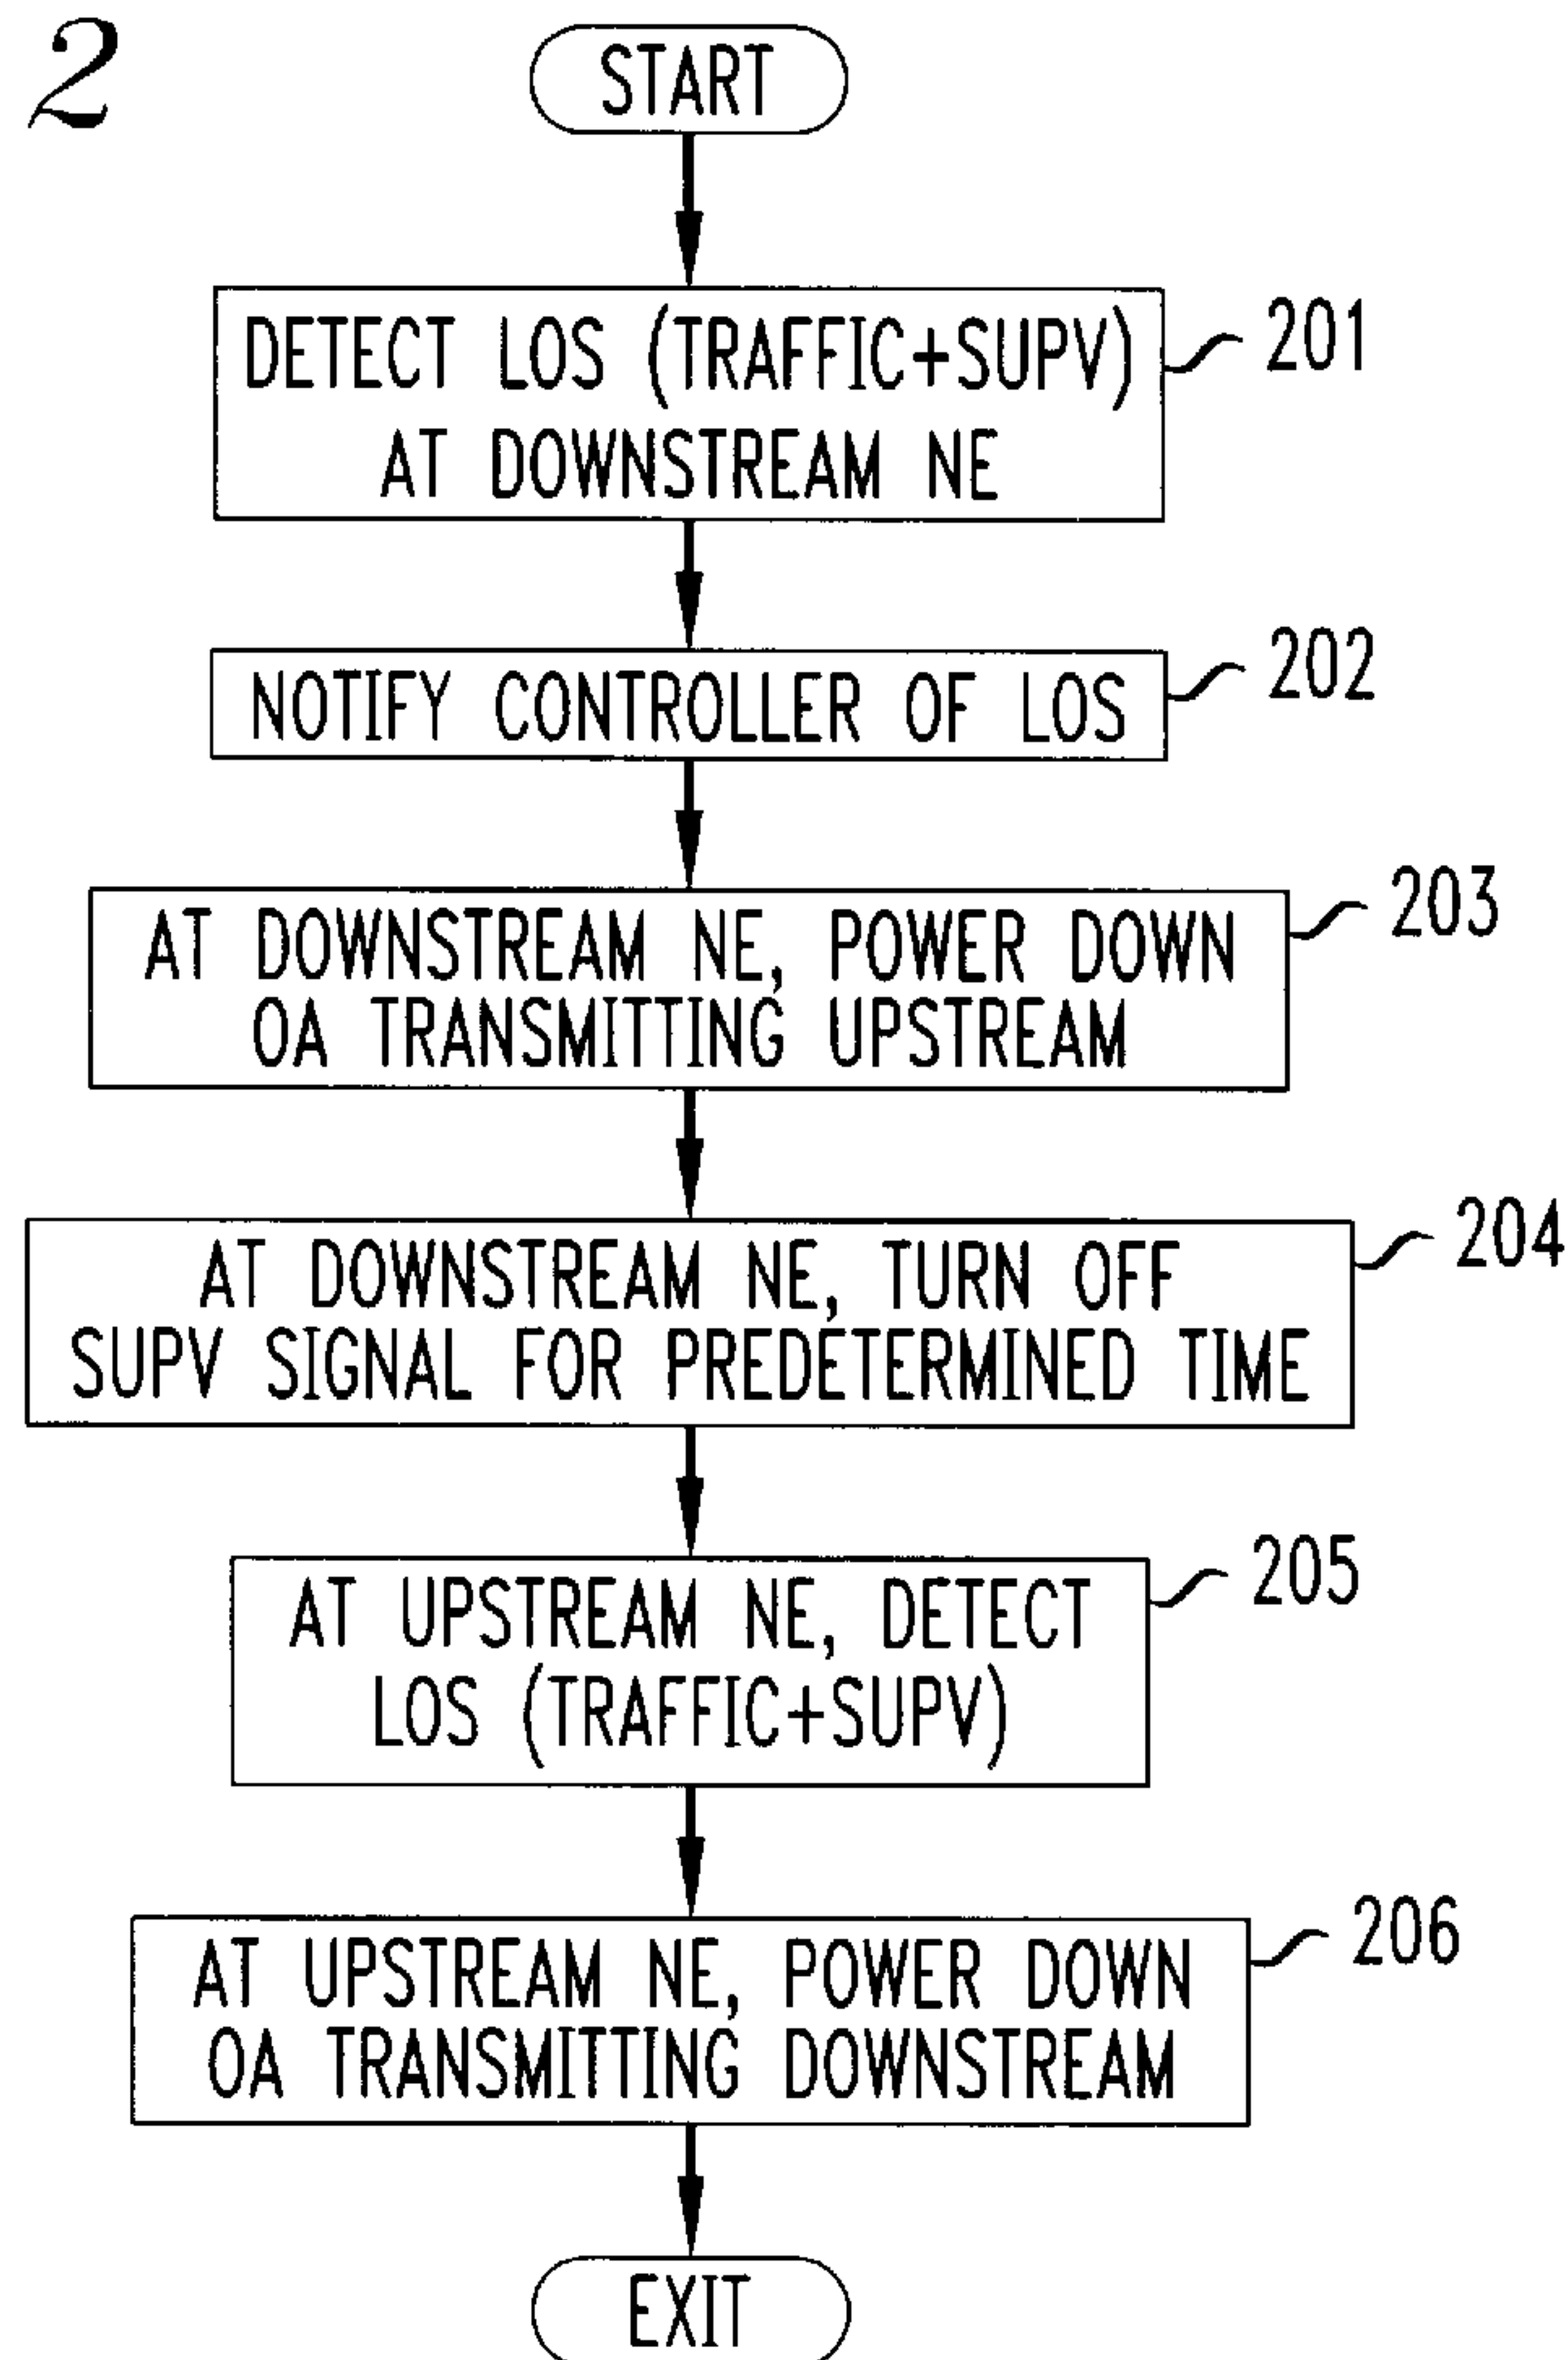 2
START
DETECT LOS (TRAFFIC+SUPV)
AT DOWNSTREAM NE
201
NOTIFY CONTROLLER OF LOS
202
AT DOWNSTREAM NE, POWER DOWN
OA TRANSMITTING UPSTREAM
203
AT DOWNSTREAM NE, TURN OFF
SUPV SIGNAL FOR PREDETERMINED TIME
204
AT UPSTREAM NE, DETECT
LOS (TRAFFIC+SUPV)
205
AT UPSTREAM NE, POWER DOWN
OA TRANSMITTING DOWNSTREAM
206
EXIT